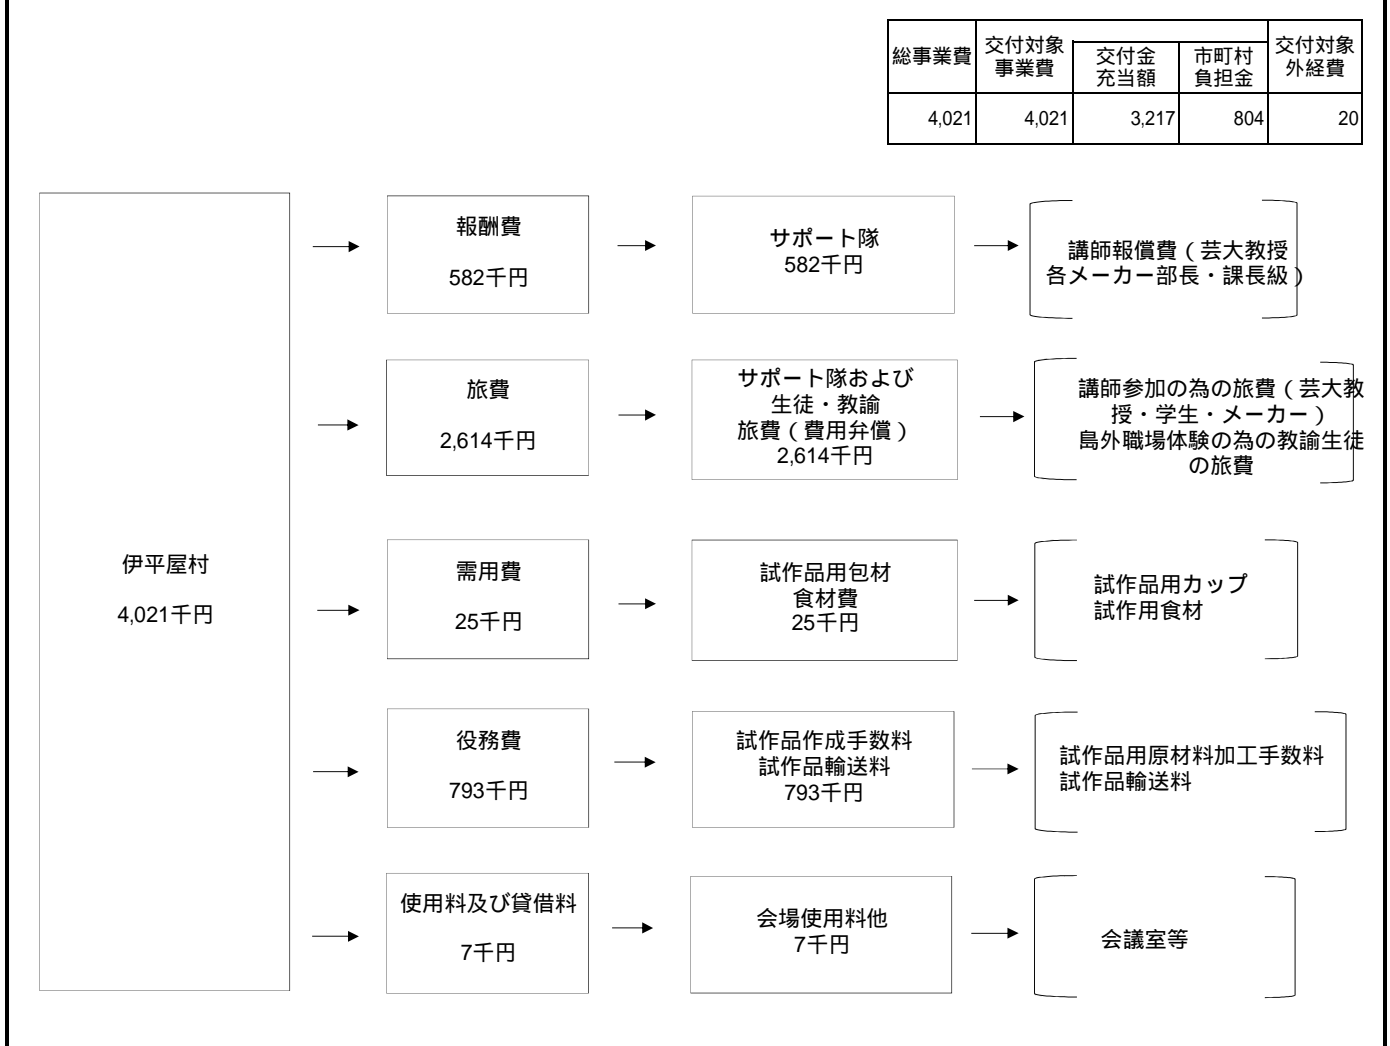 総事業費 交付対象事業費 交付金充当額 市町村負担金 交付対象外経費
4,021 4,021 3,217 804 20
伊平屋村
4,021千円
報酬費
582千円
サポート隊
582千円
講師報償費（芸大教授
各メーカー部長・課長級）
旅費
2,614千円
サポート隊および
生徒・教諭
旅費（費用弁償）
2,614千円
講師参加の為の旅費（芸大教
授・学生・メーカー）
島外職場体験の為の教諭生徒
の旅費
需用費
25千円
試作品用包材
食材費
25千円
試作品用カップ
試作用食材
役務費
793千円
試作品作成手数料
試作品輸送料
793千円
試作品用原材料加工手数料
試作品輸送料
使用料及び貸借料
7千円
会場使用料他
7千円
会議室等